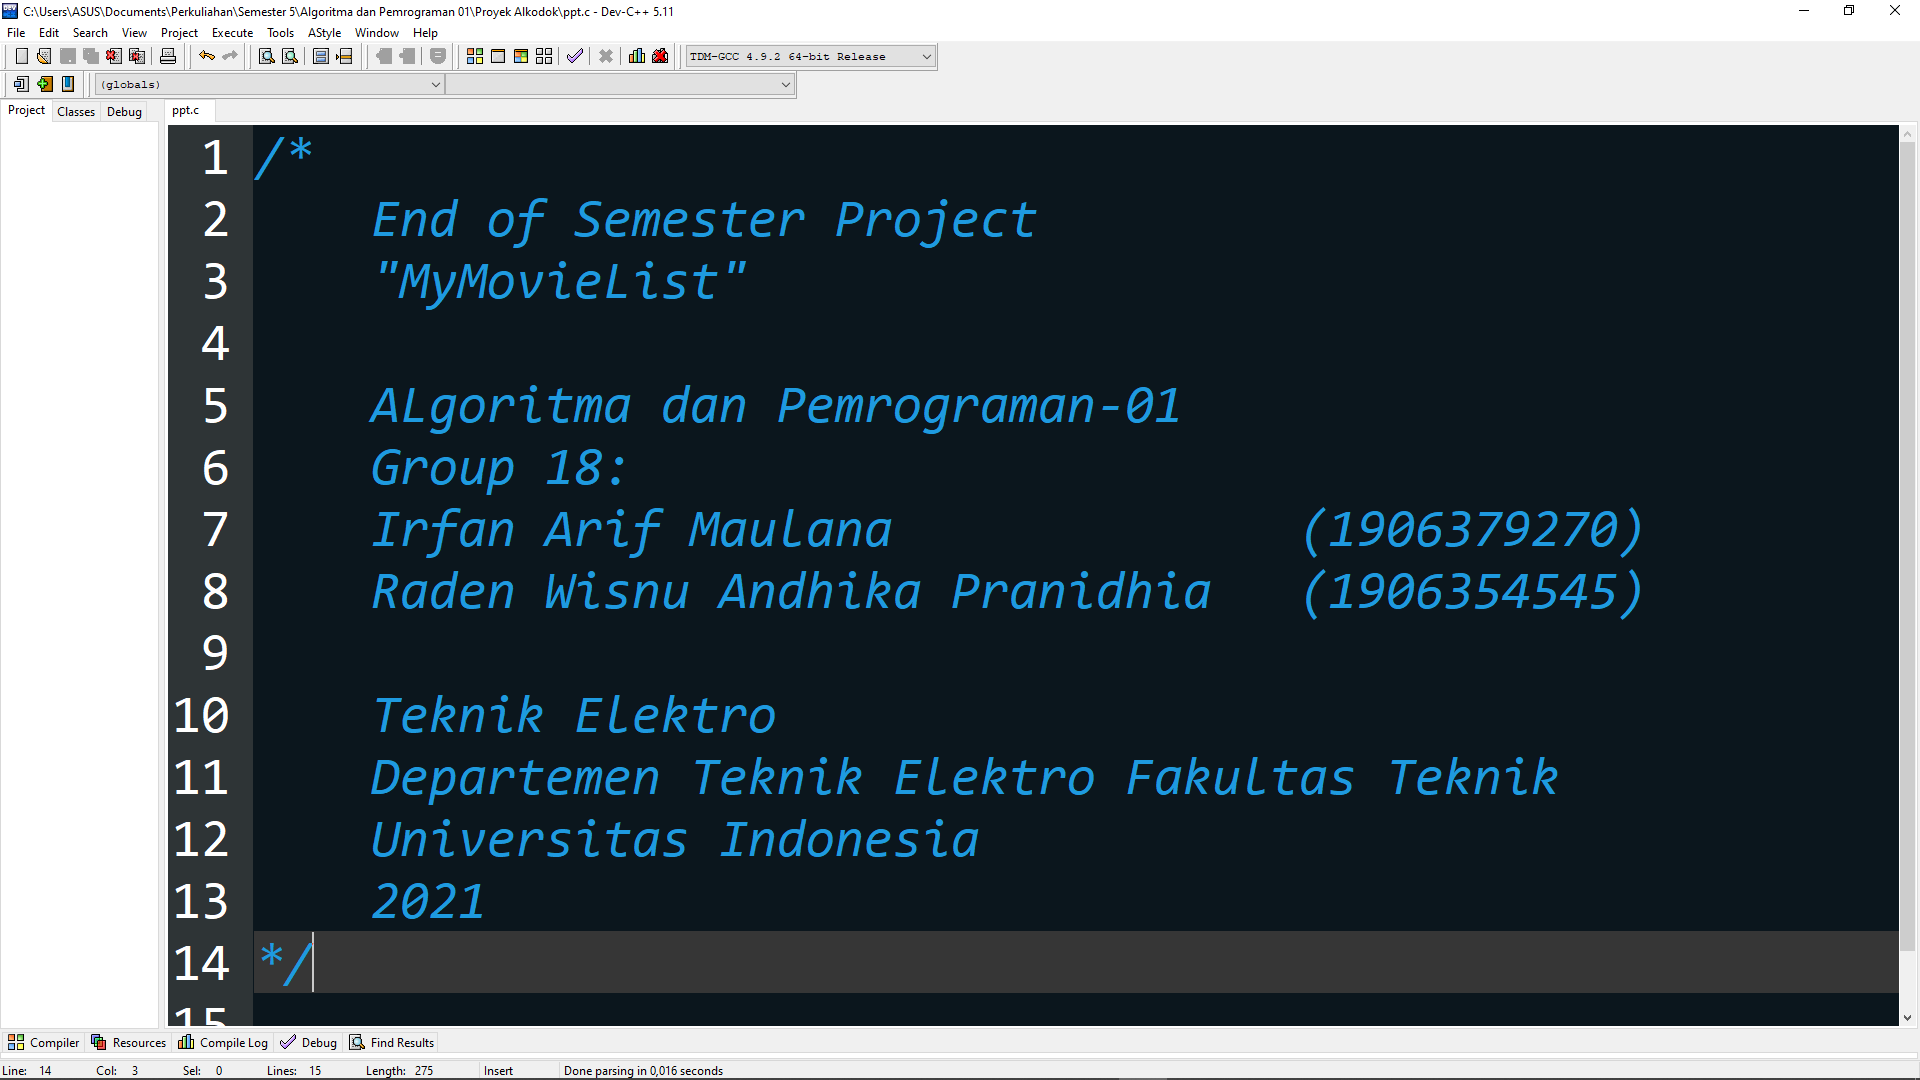 C:\Users\ASUS\Documents\Perkuliahan\Semester 5\Algoritma dan Pemrograman 01\Proyek Alkodok\ppt.c - Dev-C++ 5.11
File Edit Search View Project Execute Tools AStyle Window Help
TDM-GCC 4.9.2 64-bit Release
(globals)
Project Classes Debug ppt.c
1 /*
2 End of Semester Project
3 "MyMovieList"
4
5 ALgoritma dan Pemrograman-01
6 Group 18:
7 Irfan Arif Maulana (1906379270)
8 Raden Wisnu Andhika Pranidhia (1906354545)
9
10 Teknik Elektro
11 Departemen Teknik Elektro Fakultas Teknik
12 Universitas Indonesia
13 2021
14 */
15
Compiler Resources Compile Log Debug Find Results
Line: 14 Col: 3 Sel: 0 Lines: 15 Length: 275 Insert Done parsing in 0,016 seconds